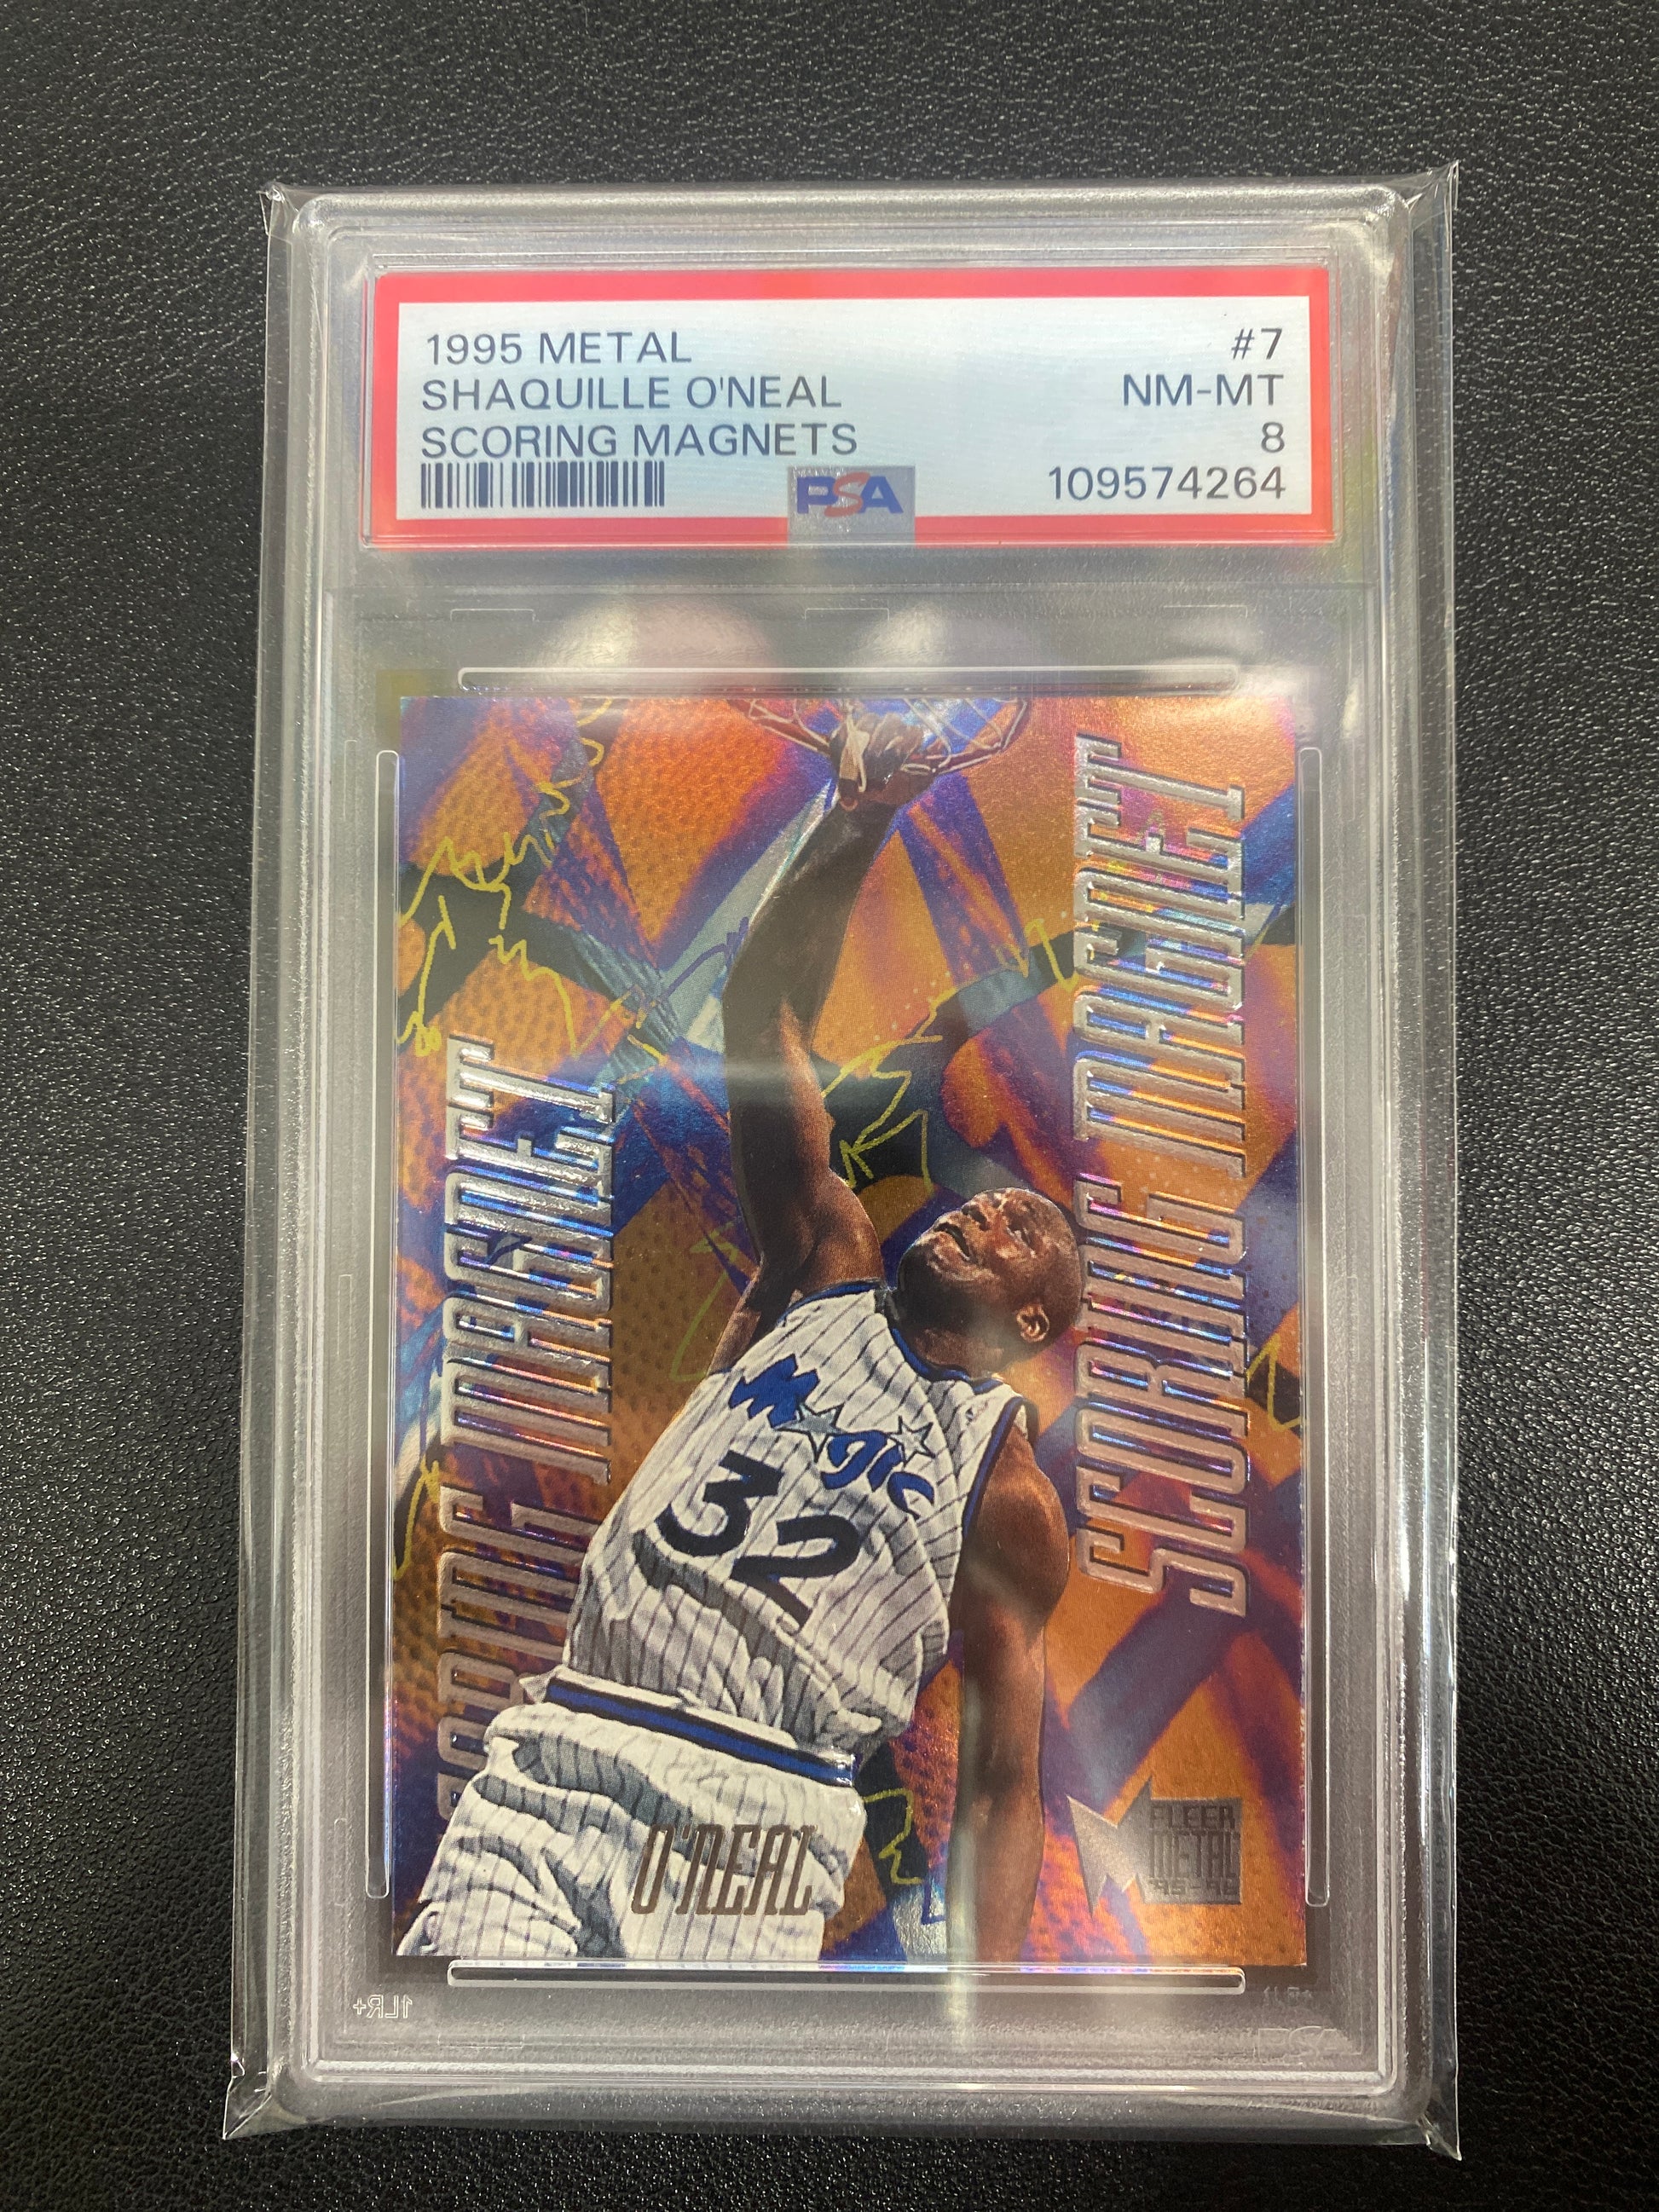 1995 METAL #7
SHAQUILLE O'NEAL NM-MT
SCORING MAGNETS 8
PSA 109574264
SCORING MAGNET
SCORING MAGNET
Magic
32
O'NEAL
FLEER
METAL
'95-96
1LR+